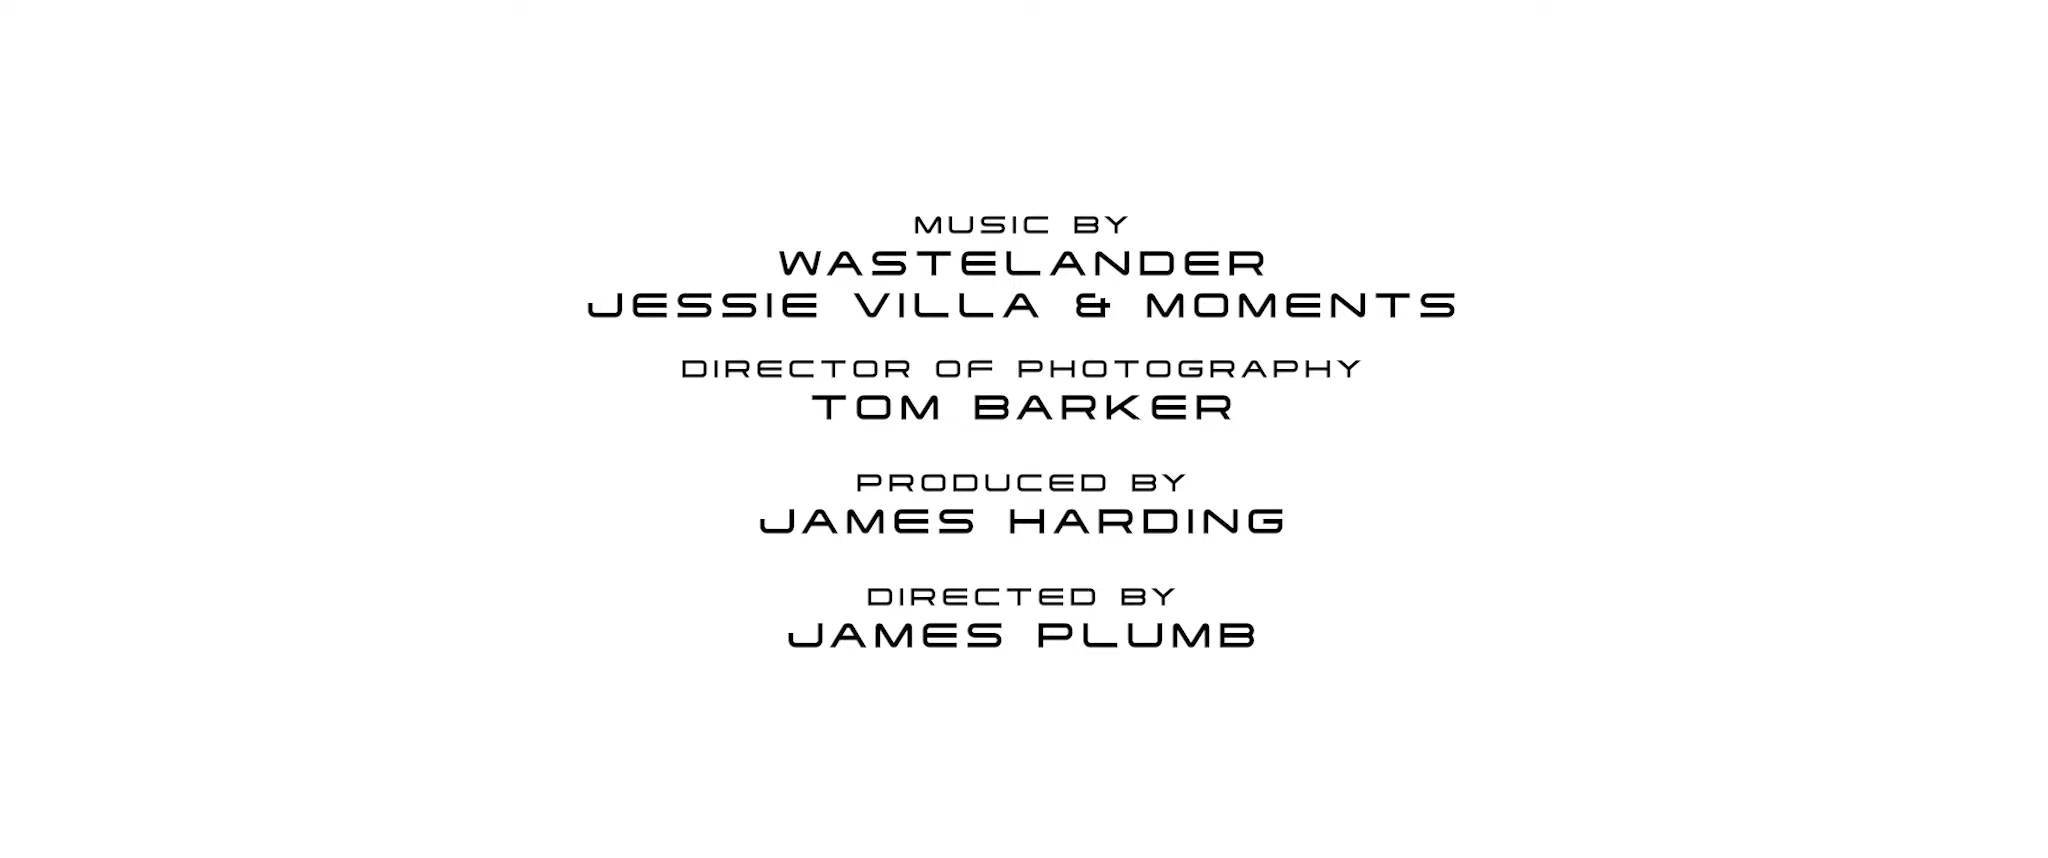 MUSIC BY
WASTELANDER
JESSIE VILLA & MOMENTS
DIRECTOR OF PHOTOGRAPHY
TOM BARKER
PRODUCED BY
JAMES HARDING
DIRECTED BY
JAMES PLUMB